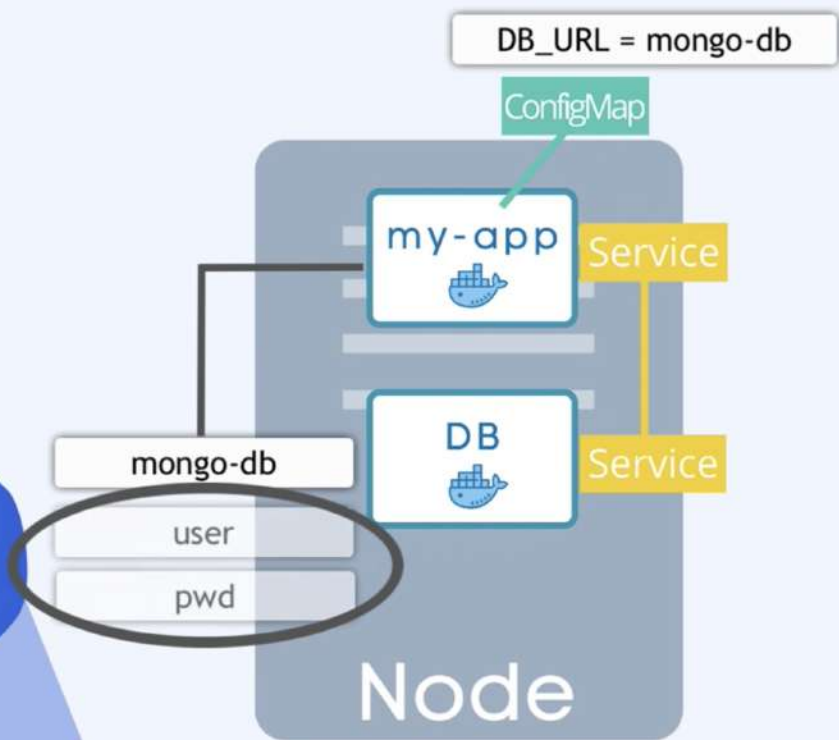 DB_URL = mongo-db
ConfigMap
my-app
Service
mongo-db
DB
Service
user
pwd
Node